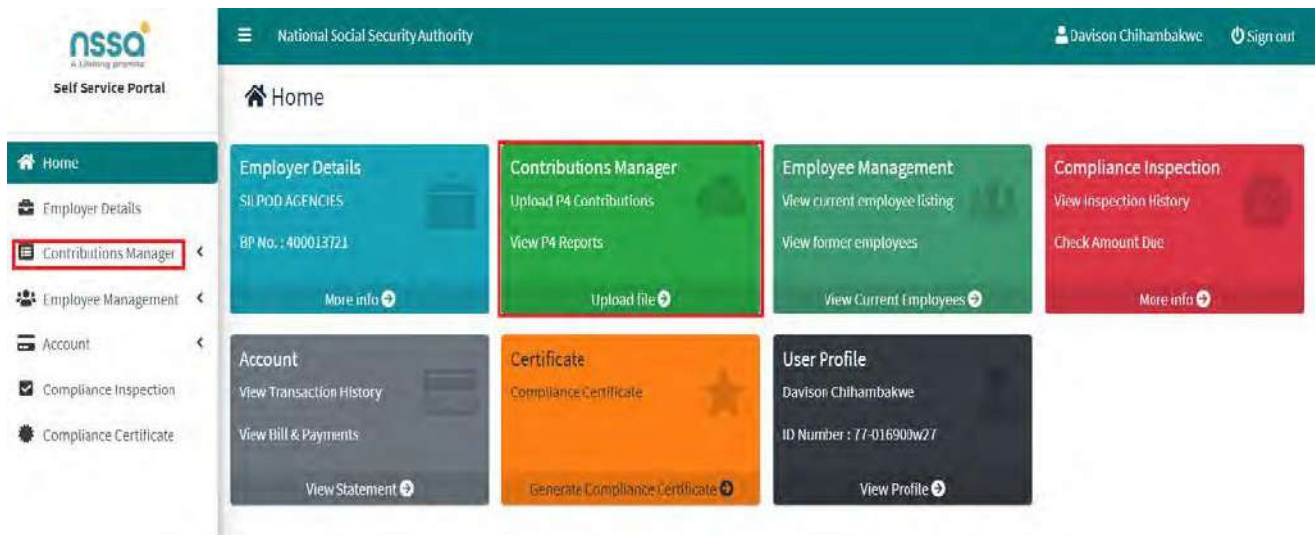 nssa
Self Service Portal
Home
Employer Details
Contributions Manager
Employee Management
Account
Compliance Inspection
Compliance Certificate
National Social Security Authority
Davison Chihambakwe
Sign out
Home
Employer Details
SILPOD AGENCIES
BP No. : 400013721
More info
Contributions Manager
Upload P4 Contributions
View P4 Reports
Upload file
Employee Management
View current employee listing
View former employees
View Current Employees
Compliance Inspection
View Inspection History
Check Amount Due
More info
Account
View Transaction History
View Bill & Payments
View Statement
Certificate
Compliance Certificate
Generate Compliance Certificate
User Profile
Davison Chihambakwe
ID Number : 77-016900w27
View Profile